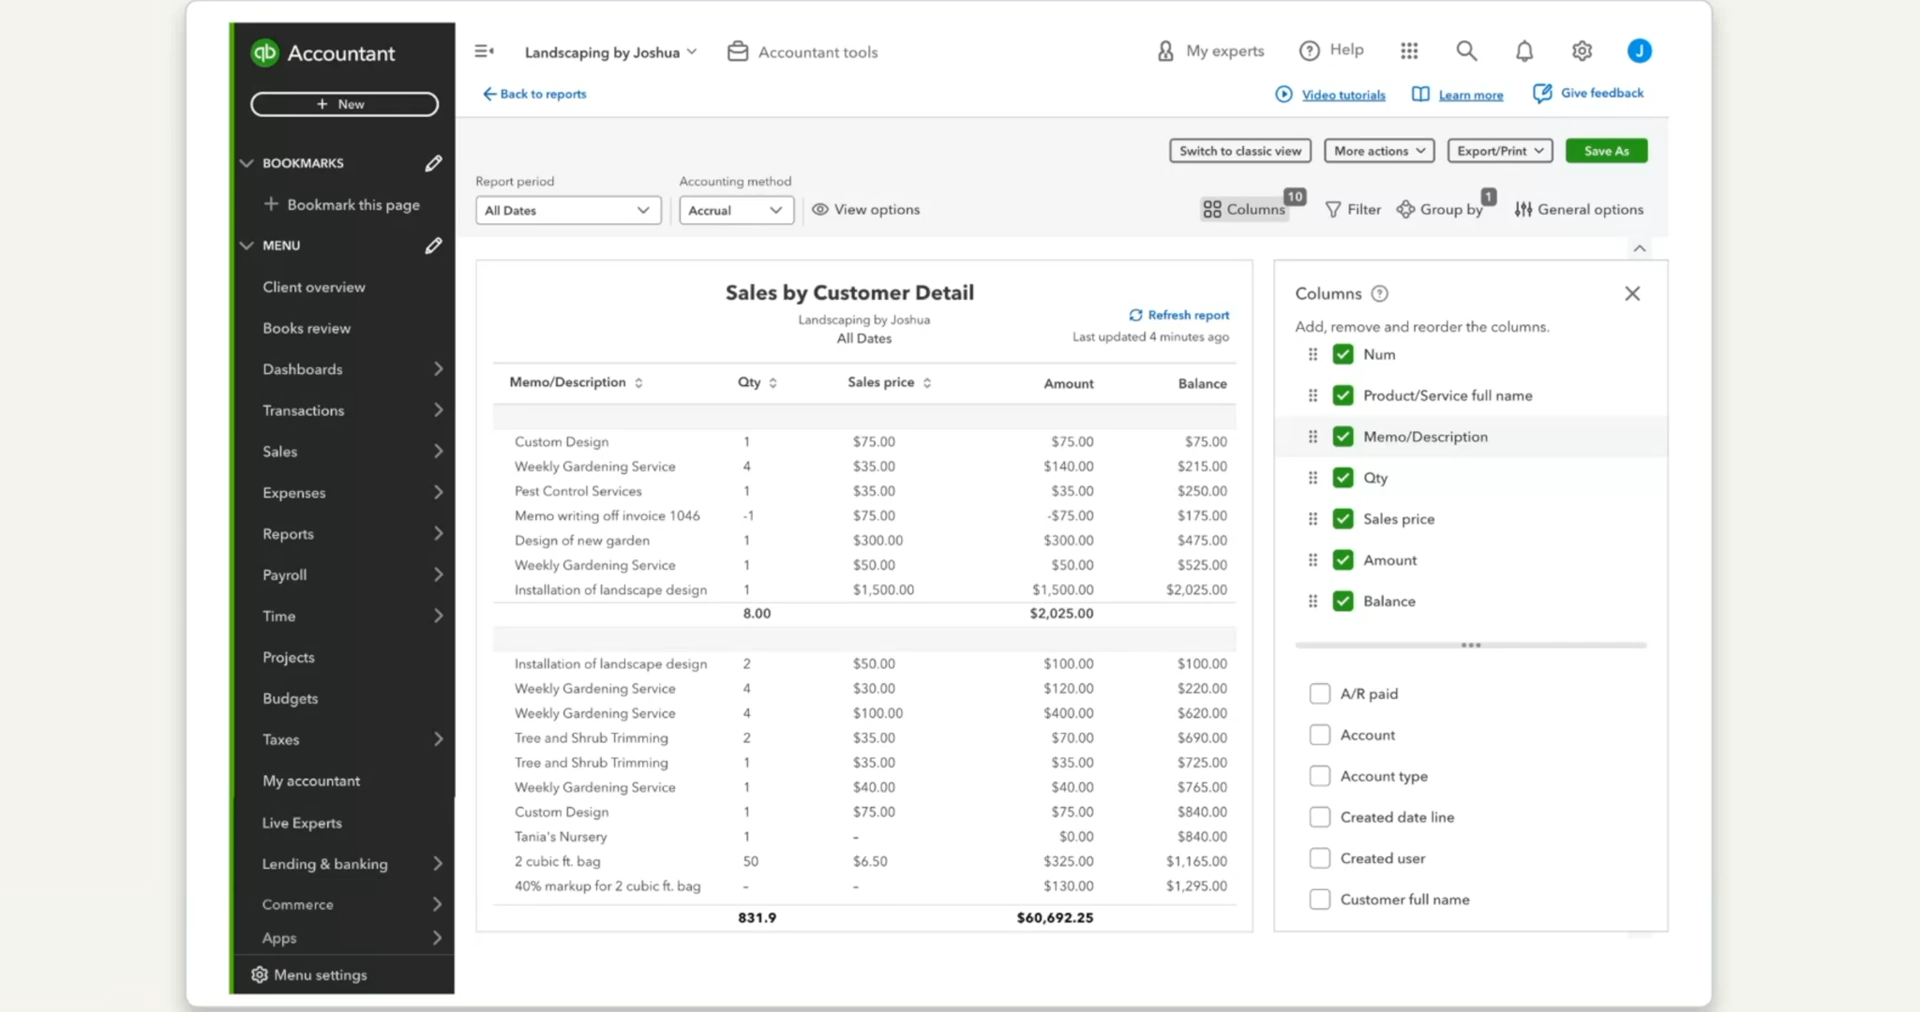 qb Accountant
+ New
BOOKMARKS
+ Bookmark this page
MENU
Client overview
Books review
Dashboards
Transactions
Sales
Expenses
Reports
Payroll
Time
Projects
Budgets
Taxes
My accountant
Live Experts
Lending & banking
Commerce
Apps
Menu settings
Landscaping by Joshua
Accountant tools
My experts
? Help
J
Back to reports
Video tutorials
Learn more
Give feedback
Switch to classic view
More actions
Export/Print
Save As
Report period
Accounting method
All Dates
Accrual
View options
Columns 10
Filter
Group by 1
General options
Sales by Customer Detail
Landscaping by Joshua
All Dates
Refresh report
Last updated 4 minutes ago
Memo/Description Qty Sales price Amount Balance
Custom Design 1 $75.00 $75.00 $75.00
Weekly Gardening Service 4 $35.00 $140.00 $215.00
Pest Control Services 1 $35.00 $35.00 $250.00
Memo writing off invoice 1046 -1 $75.00 -$75.00 $175.00
Design of new garden 1 $300.00 $300.00 $475.00
Weekly Gardening Service 1 $50.00 $50.00 $525.00
Installation of landscape design 1 $1,500.00 $1,500.00 $2,025.00
8.00 $2,025.00
Installation of landscape design 2 $50.00 $100.00 $100.00
Weekly Gardening Service 4 $30.00 $120.00 $220.00
Weekly Gardening Service 4 $100.00 $400.00 $620.00
Tree and Shrub Trimming 2 $35.00 $70.00 $690.00
Tree and Shrub Trimming 1 $35.00 $35.00 $725.00
Weekly Gardening Service 1 $40.00 $40.00 $765.00
Custom Design 1 $75.00 $75.00 $840.00
Tania's Nursery 1 - $0.00 $840.00
2 cubic ft. bag 50 $6.50 $325.00 $1,165.00
40% markup for 2 cubic ft. bag - - $130.00 $1,295.00
831.9 $60,692.25
Columns ?
Add, remove and reorder the columns.
Num
Product/Service full name
Memo/Description
Qty
Sales price
Amount
Balance
A/R paid
Account
Account type
Created date line
Created user
Customer full name